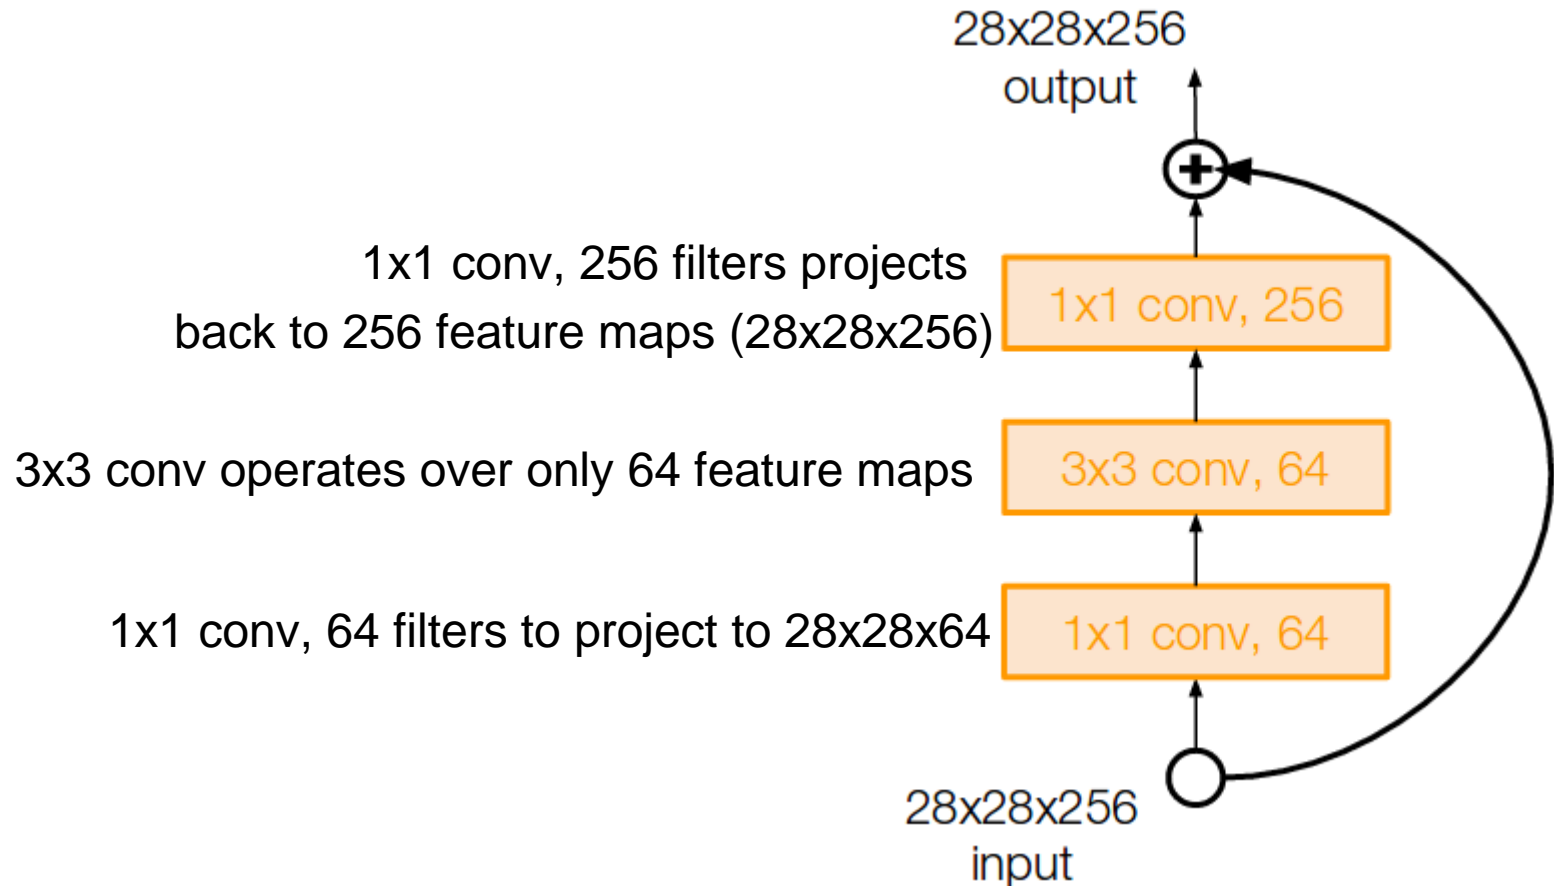 28x28x256
output
1x1 conv, 256 filters projects
back to 256 feature maps (28x28x256)
1x1 conv, 256
3x3 conv operates over only 64 feature maps
3x3 conv, 64
1x1 conv, 64 filters to project to 28x28x64
1x1 conv, 64
28x28x256
input